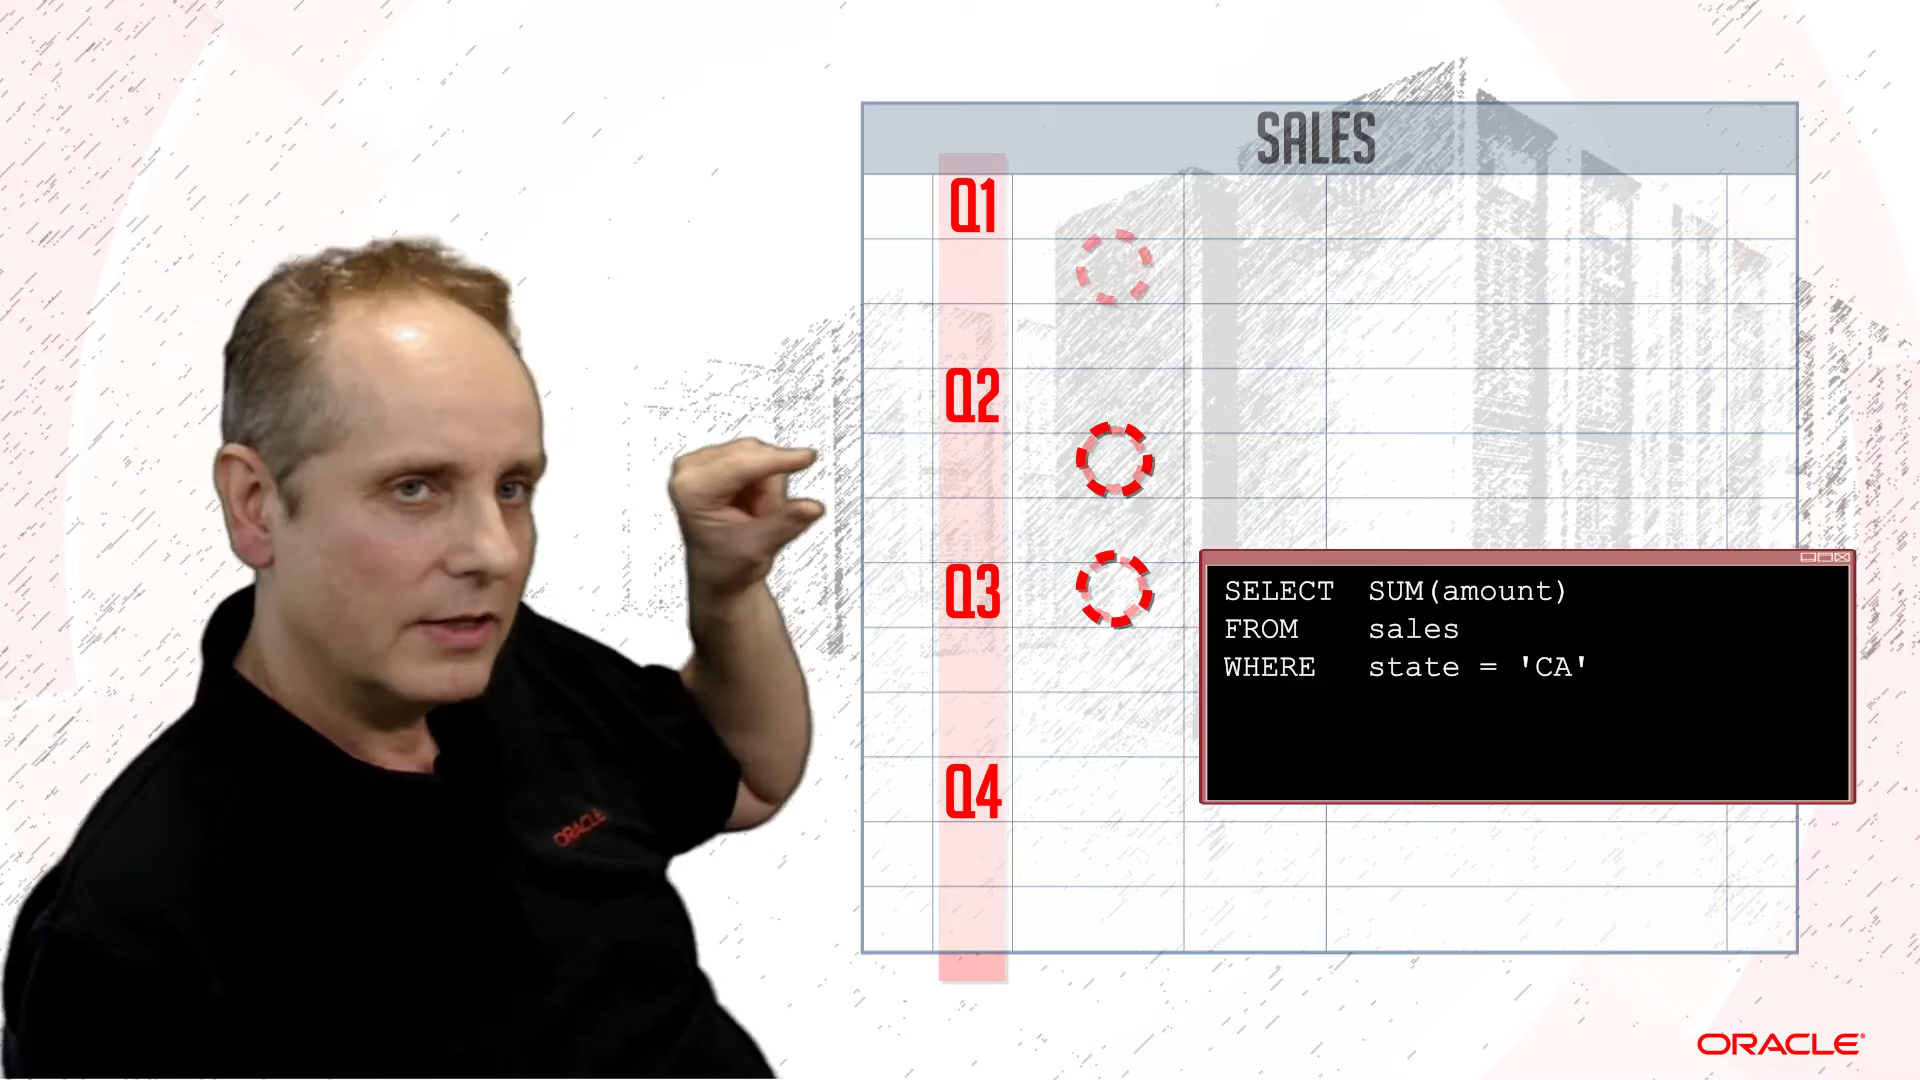 SALES
Q1
Q2
Q3
Q4
SELECT SUM(amount)
FROM sales
WHERE state = 'CA'
ORACLE
ORACLE